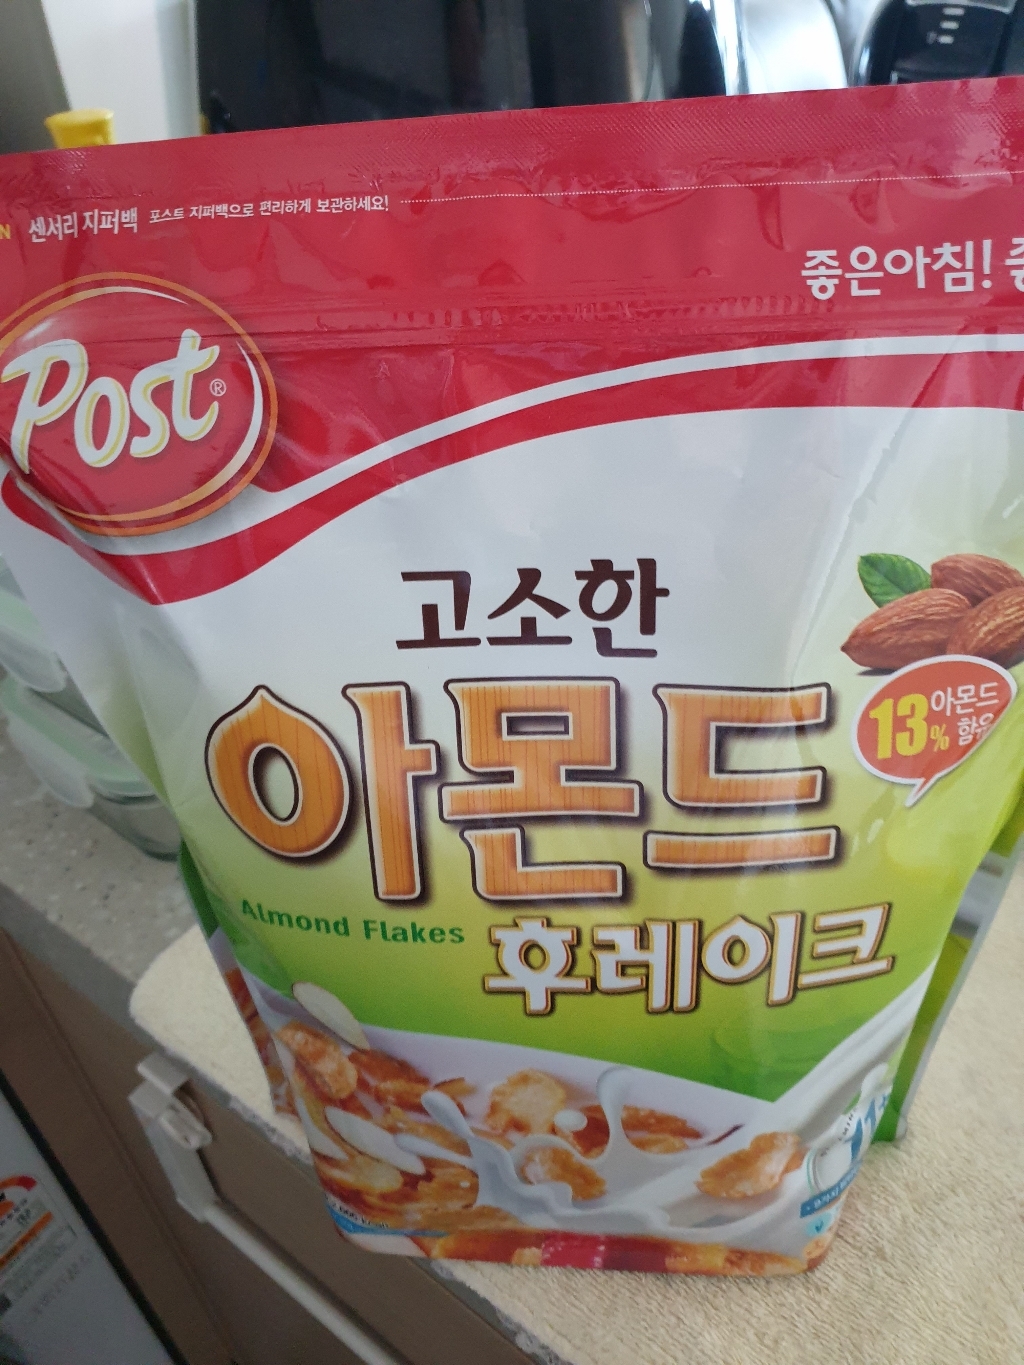 센서리 지퍼백 포스트 지퍼백으로 편리하게 보관하세요!
좋은아침!
Post®
고소한
아몬드
13% 아몬드
함유
Almond Flakes
후레이크